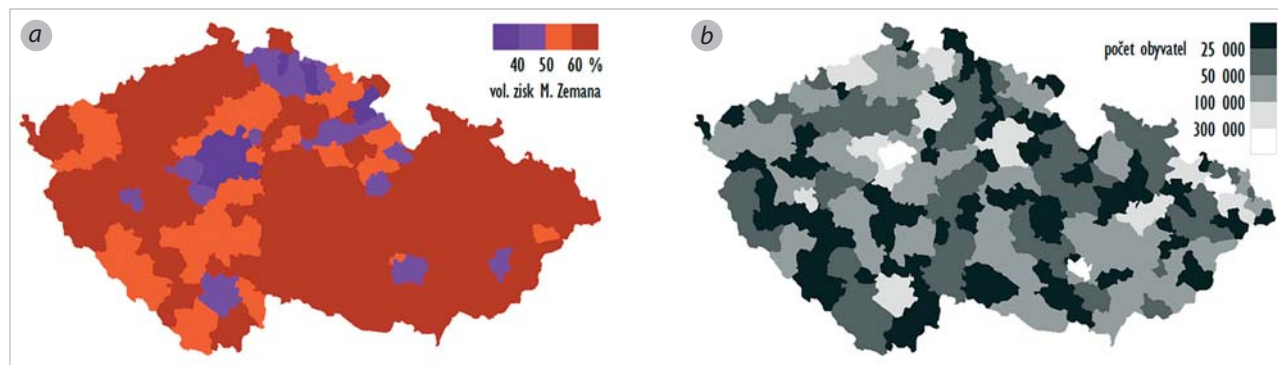 a
40 50 60 %
vol. zisk M. Zemana
b
počet obyvatel 25 000
50 000
100 000
300 000